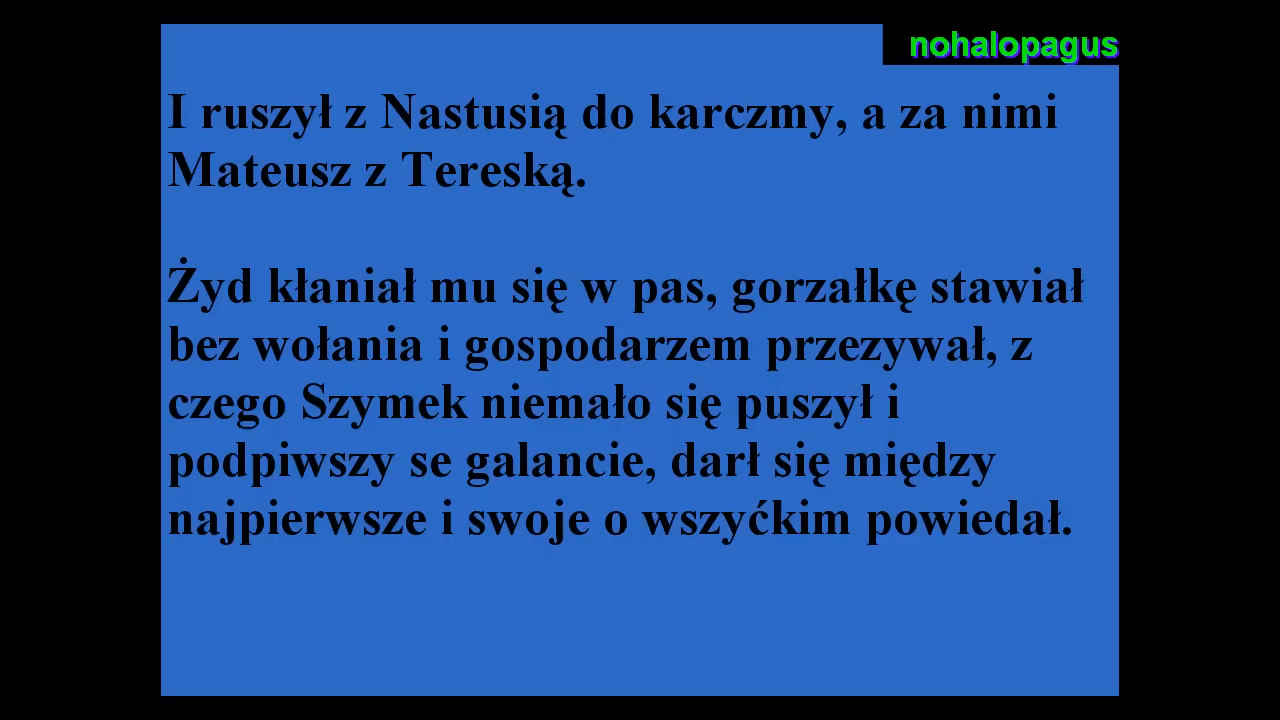 nohalopagus
I ruszył z Nastusią do karczmy, a za nimi
Mateusz z Tereską.
Żyd kłaniał mu się w pas, gorzałkę stawiał
bez wołania i gospodarzem przezywał, z
czego Szymek niemało się puszył i
podpiwszy se galancie, darł się między
najpierwsze i swoje o wszyćkim powiedał.